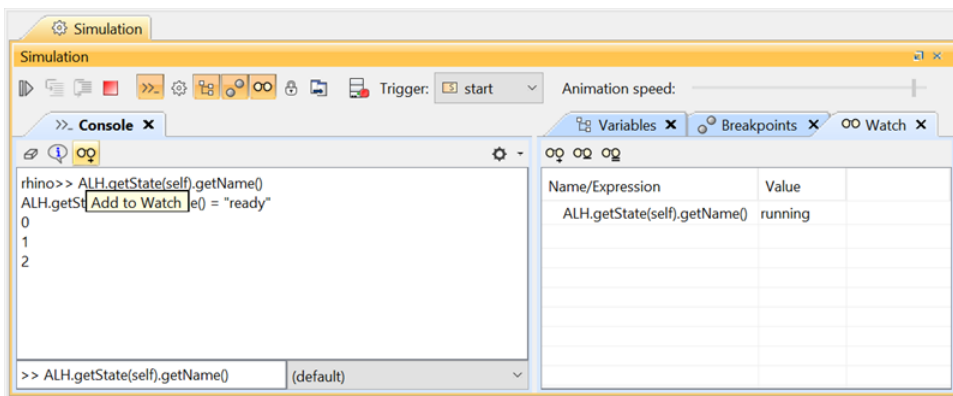 Simulation
Simulation
Trigger: start Animation speed:
Console Variables Breakpoints Watch
rhino>> ALH.getState(self).getName()
ALH.getSt Add to Watch e() = "ready"
0
1
2
Name/Expression Value
ALH.getState(self).getName() running
>> ALH.getState(self).getName() (default)